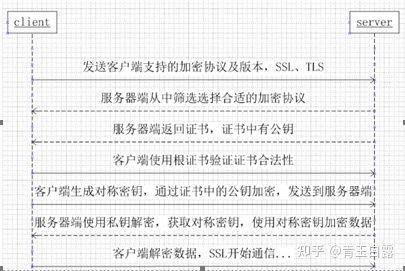 client
server
发送客户端支持的加密协议及版本，SSL、TLS
服务器端从中筛选选择合适的加密协议
服务器端返回证书，证书中有公钥
客户端使用根证书验证证书合法性
客户端生成对称密钥，通过证书中的公钥加密，发送到服务器端
服务器端使用私钥解密，获取对称密钥，使用对称密钥加密数据
客户端解密数据，SSL开始通信...
知乎 @青玉白露